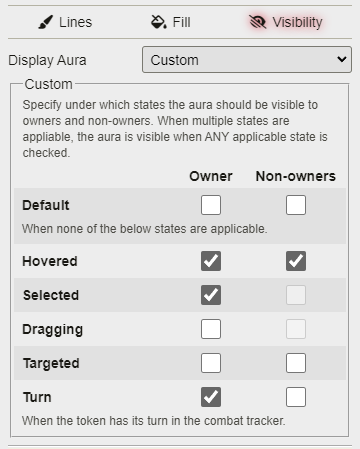 Lines Fill Visibility
Display Aura Custom
Custom
Specify under which states the aura should be visible to
owners and non-owners. When multiple states are
appliable, the aura is visible when ANY applicable state is
checked.
Owner Non-owners
Default
When none of the below states are applicable.
Hovered
Selected
Dragging
Targeted
Turn
When the token has its turn in the combat tracker.